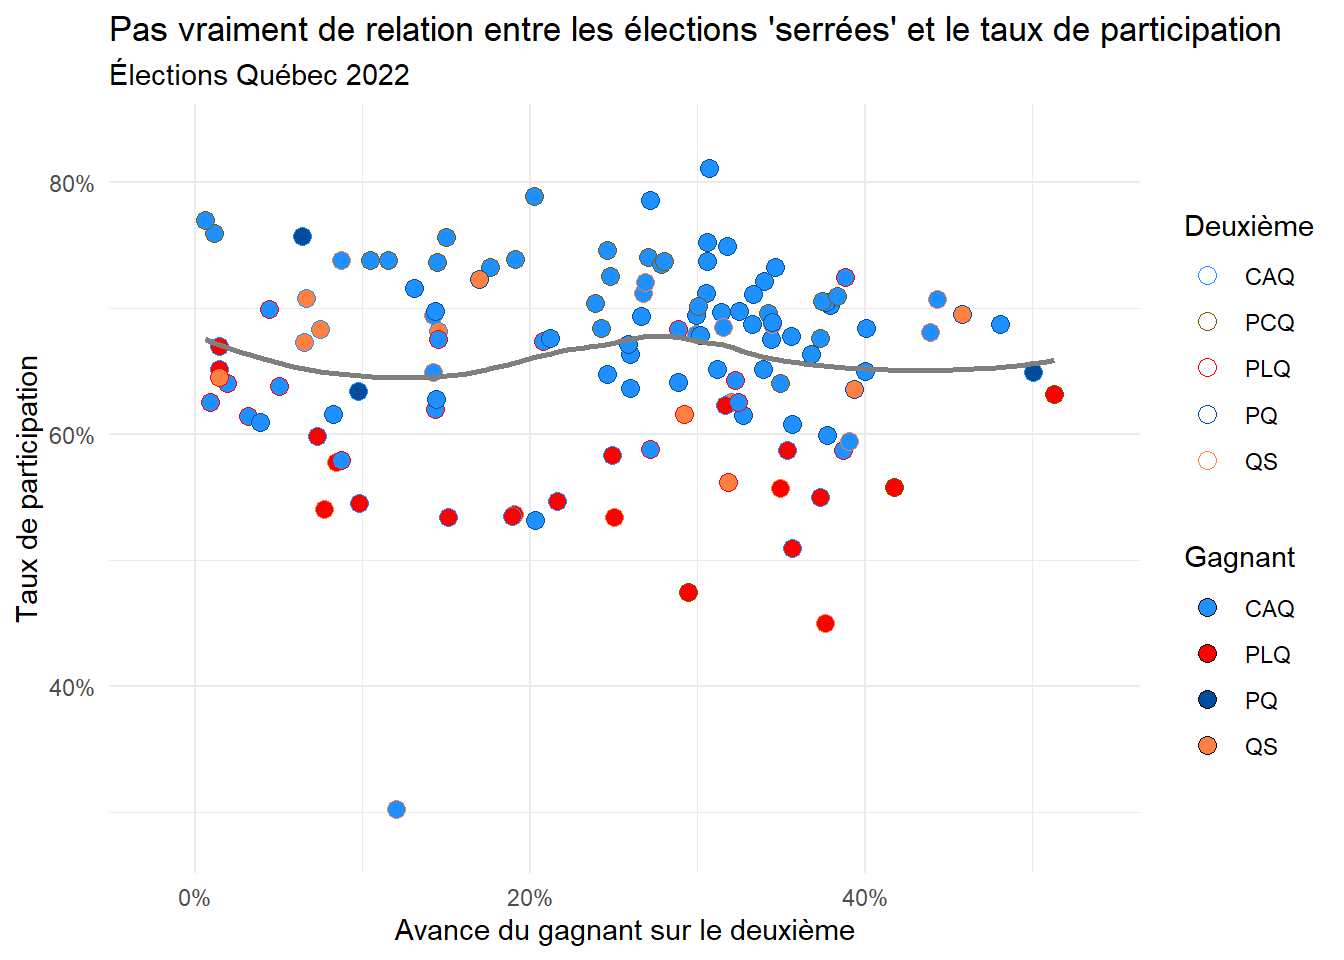 Pas vraiment de relation entre les élections 'serrées' et le taux de participation
Élections Québec 2022
80%
60%
40%
Taux de participation
0%
20%
40%
Avance du gagnant sur le deuxième
Deuxième
CAQ
PCQ
PLQ
PQ
QS
Gagnant
CAQ
PLQ
PQ
QS